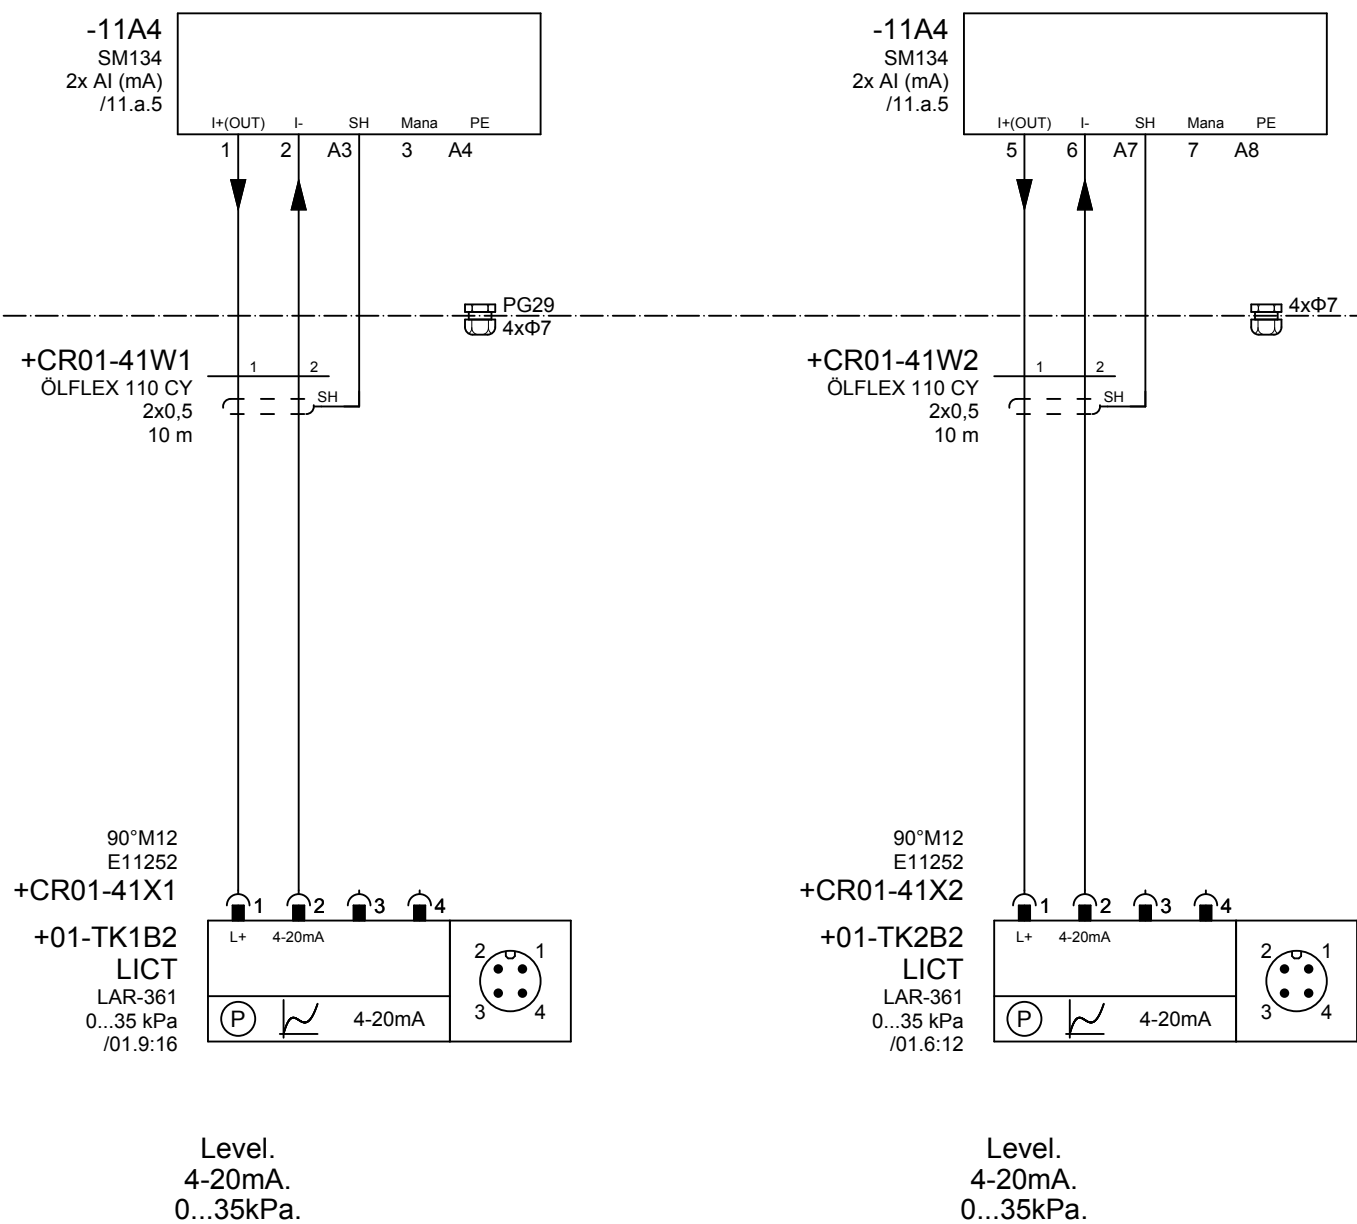 -11A4
SM134
2x AI (mA)
/11.a.5
I+(OUT) I- SH Mana PE
1 2 A3 3 A4
PG29
4xΦ7
+CR01-41W1
ÖLFLEX 110 CY
2x0,5
10 m
1 2
SH
90°M12
E11252
+CR01-41X1
1 2 3 4
+01-TK1B2
LICT
LAR-361
0...35 kPa
/01.9:16
L+ 4-20mA
P 4-20mA
2 1
3 4
Level.
4-20mA.
0...35kPa.
-11A4
SM134
2x AI (mA)
/11.a.5
I+(OUT) I- SH Mana PE
5 6 A7 7 A8
4xΦ7
+CR01-41W2
ÖLFLEX 110 CY
2x0,5
10 m
1 2
SH
90°M12
E11252
+CR01-41X2
1 2 3 4
+01-TK2B2
LICT
LAR-361
0...35 kPa
/01.6:12
L+ 4-20mA
P 4-20mA
2 1
3 4
Level.
4-20mA.
0...35kPa.